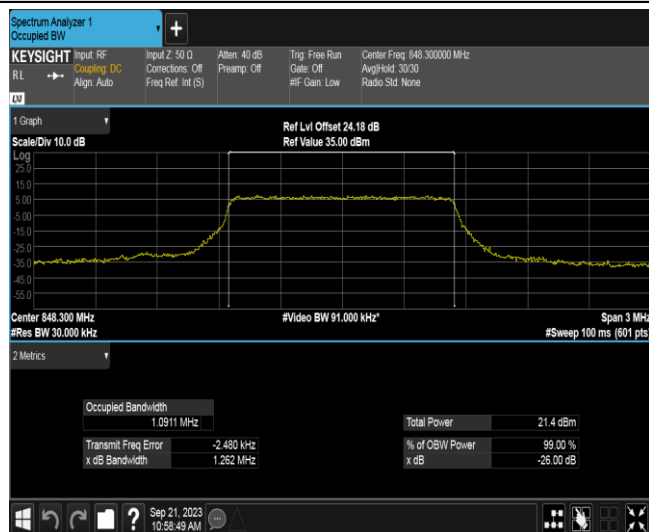 Spectrum Analyzer 1
Occupied BW
+
KEYSIGHT
RL
LXI
Input: RF
Coupling: DC
Align: Auto
Input Z: 50 Ω
Corrections: Off
Freq Ref: Int (S)
Atten: 40 dB
Preamp: Off
Trig: Free Run
Gate: Off
#IF Gain: Low
Center Freq: 848.300000 MHz
Avg|Hold: 30/30
Radio Std: None
1 Graph
Scale/Div 10.0 dB
Ref Lvl Offset 24.18 dB
Ref Value 35.00 dBm
Log
25.0
15.0
5.00
-5.00
-15.0
-25.0
-35.0
-45.0
-55.0
Center 848.300 MHz
#Res BW 30.000 kHz
#Video BW 91.000 kHz*
Span 3 MHz
#Sweep 100 ms (601 pts
2 Metrics
Occupied Bandwidth
1.0911 MHz
Transmit Freq Error -2.480 kHz
x dB Bandwidth 1.262 MHz
Total Power 21.4 dBm
% of OBW Power 99.00 %
x dB -26.00 dB
?
Sep 21, 2023
10:58:49 AM